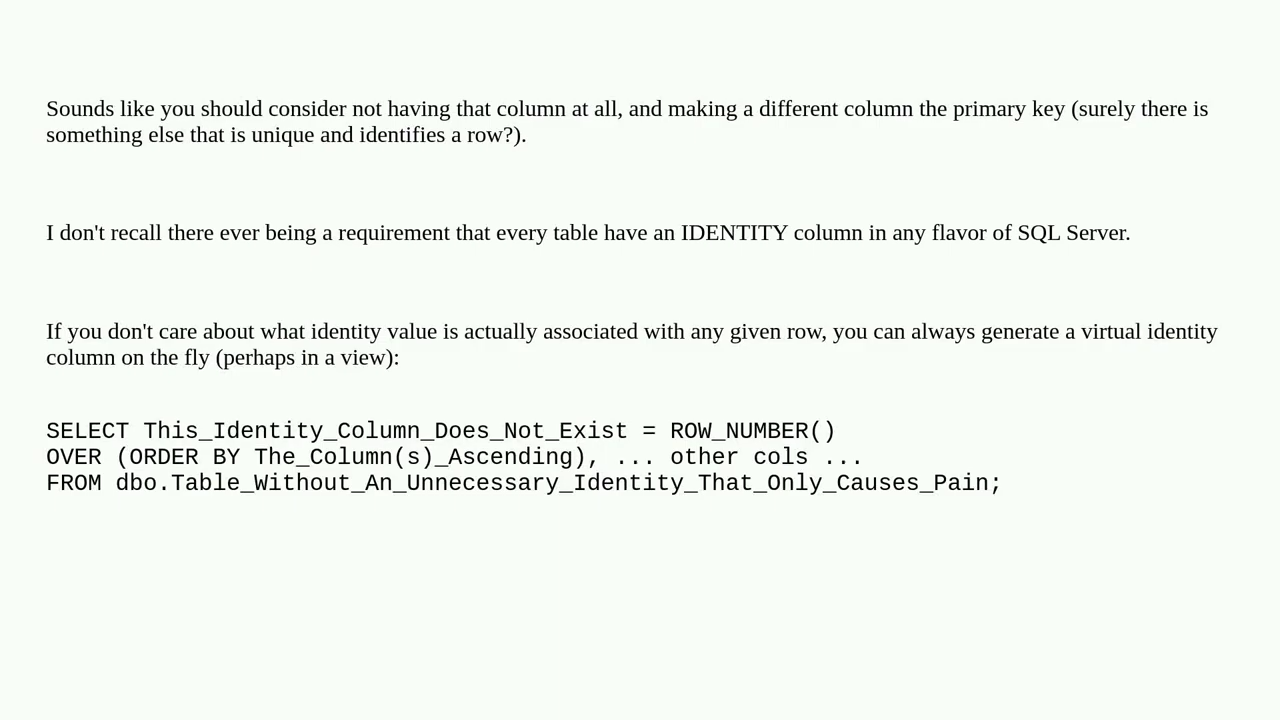 Sounds like you should consider not having that column at all, and making a different column the primary key (surely there is
something else that is unique and identifies a row?).
I don't recall there ever being a requirement that every table have an IDENTITY column in any flavor of SQL Server.
If you don't care about what identity value is actually associated with any given row, you can always generate a virtual identity
column on the fly (perhaps in a view):
SELECT This_Identity_Column_Does_Not_Exist = ROW_NUMBER()
OVER (ORDER BY The_Column(s)_Ascending), ... other cols ...
FROM dbo.Table_Without_An_Unnecessary_Identity_That_Only_Causes_Pain;